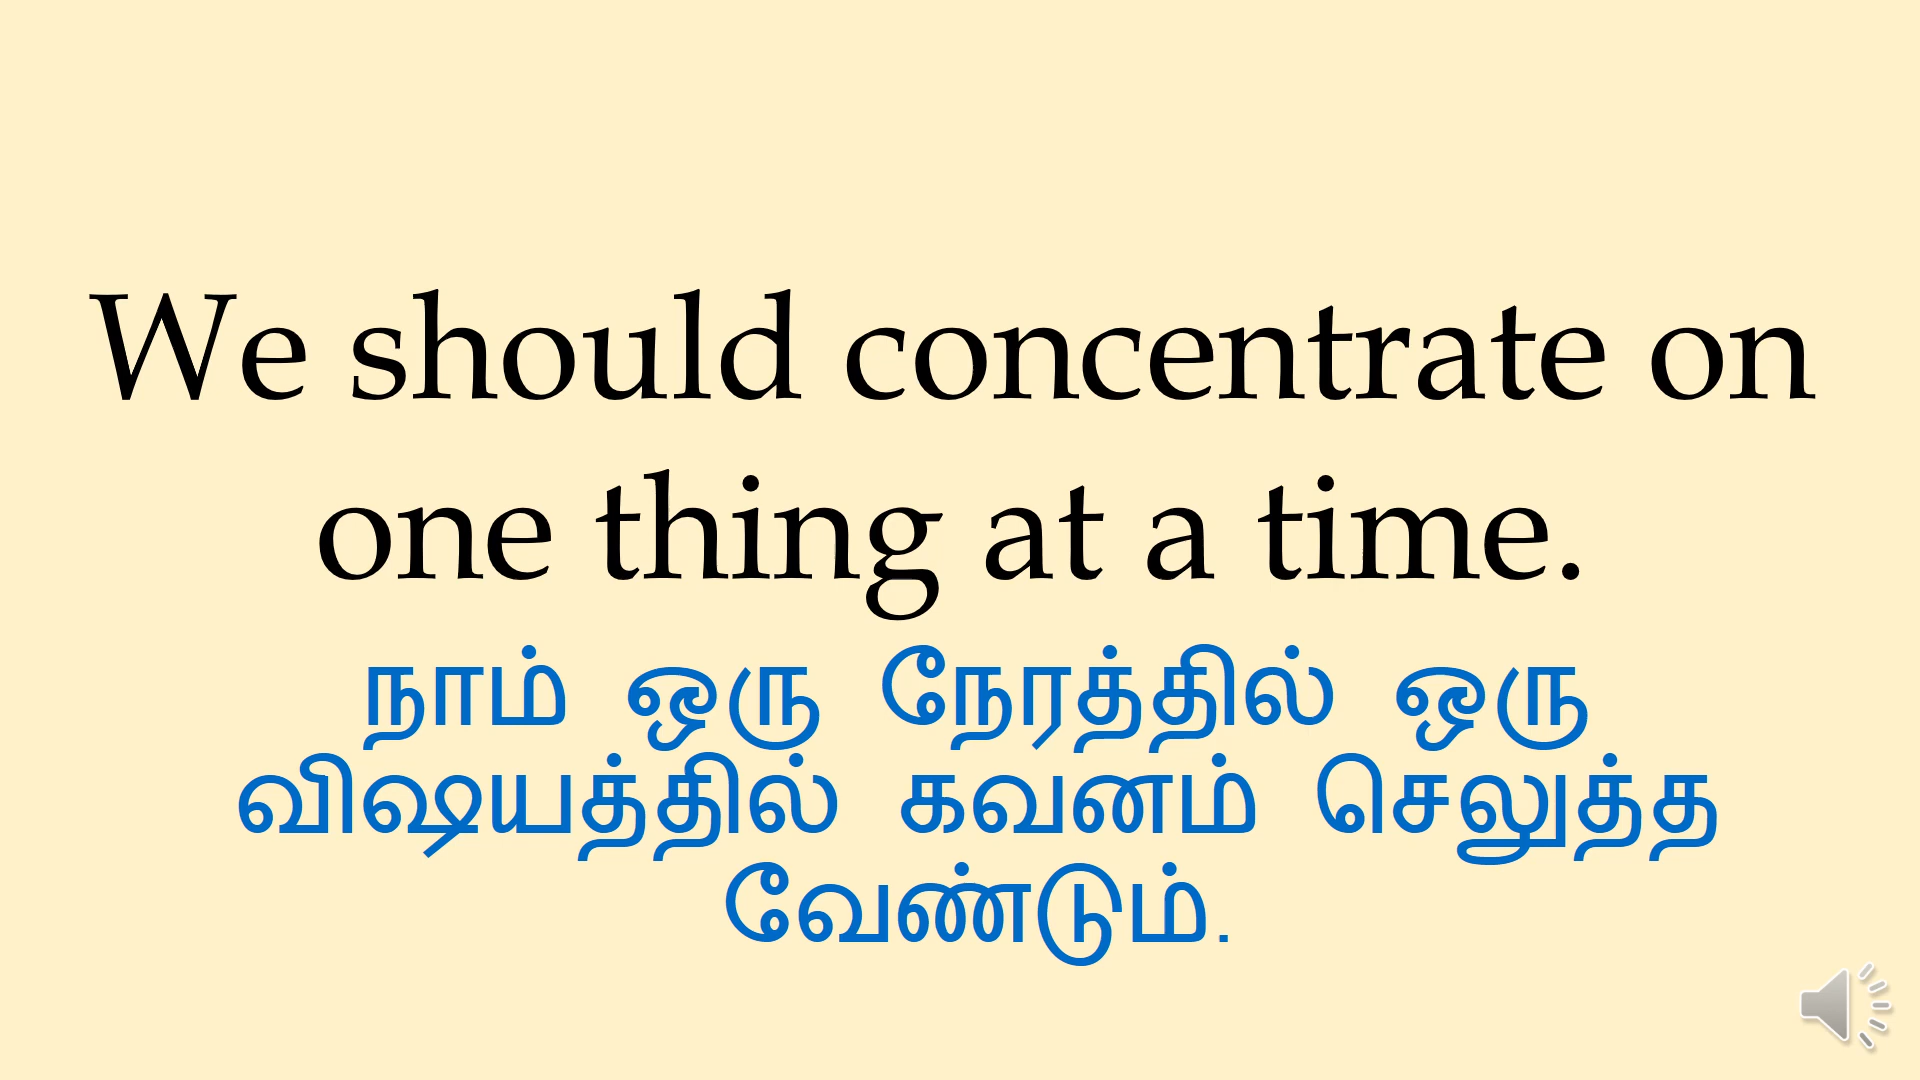 We should concentrate on
one thing at a time.
நாம் ஒரு நேரத்தில் ஒரு
விஷயத்தில் கவனம் செலுத்த
வேண்டும்.